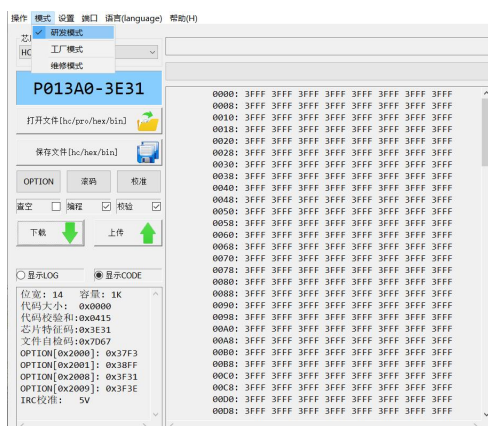 操作 模式 设置 端口 语言(language) 帮助(H)
研发模式
工厂模式
维修模式
HC
P013A0-3E31
打开文件[hc/pro/hex/bin]
保存文件[hc/hex/bin]
OPTION 滚码 校准
查空 编程 校验
下载 上传
显示LOG 显示CODE
位宽: 14 容量: 1K
代码大小: 0x0000
代码校验和:0x0415
芯片特征码:0x3E31
文件自检码:0x7D67
OPTION[0x2000]: 0x37F3
OPTION[0x2001]: 0x38FF
OPTION[0x2008]: 0x3F31
OPTION[0x2009]: 0x3F3E
IRC校准: 5V
0000: 3FFF 3FFF 3FFF 3FFF 3FFF 3FFF 3FFF 3FFF
0008: 3FFF 3FFF 3FFF 3FFF 3FFF 3FFF 3FFF 3FFF
0010: 3FFF 3FFF 3FFF 3FFF 3FFF 3FFF 3FFF 3FFF
0018: 3FFF 3FFF 3FFF 3FFF 3FFF 3FFF 3FFF 3FFF
0020: 3FFF 3FFF 3FFF 3FFF 3FFF 3FFF 3FFF 3FFF
0028: 3FFF 3FFF 3FFF 3FFF 3FFF 3FFF 3FFF 3FFF
0030: 3FFF 3FFF 3FFF 3FFF 3FFF 3FFF 3FFF 3FFF
0038: 3FFF 3FFF 3FFF 3FFF 3FFF 3FFF 3FFF 3FFF
0040: 3FFF 3FFF 3FFF 3FFF 3FFF 3FFF 3FFF 3FFF
0048: 3FFF 3FFF 3FFF 3FFF 3FFF 3FFF 3FFF 3FFF
0050: 3FFF 3FFF 3FFF 3FFF 3FFF 3FFF 3FFF 3FFF
0058: 3FFF 3FFF 3FFF 3FFF 3FFF 3FFF 3FFF 3FFF
0060: 3FFF 3FFF 3FFF 3FFF 3FFF 3FFF 3FFF 3FFF
0068: 3FFF 3FFF 3FFF 3FFF 3FFF 3FFF 3FFF 3FFF
0070: 3FFF 3FFF 3FFF 3FFF 3FFF 3FFF 3FFF 3FFF
0078: 3FFF 3FFF 3FFF 3FFF 3FFF 3FFF 3FFF 3FFF
0080: 3FFF 3FFF 3FFF 3FFF 3FFF 3FFF 3FFF 3FFF
0088: 3FFF 3FFF 3FFF 3FFF 3FFF 3FFF 3FFF 3FFF
0090: 3FFF 3FFF 3FFF 3FFF 3FFF 3FFF 3FFF 3FFF
0098: 3FFF 3FFF 3FFF 3FFF 3FFF 3FFF 3FFF 3FFF
00A0: 3FFF 3FFF 3FFF 3FFF 3FFF 3FFF 3FFF 3FFF
00A8: 3FFF 3FFF 3FFF 3FFF 3FFF 3FFF 3FFF 3FFF
00B0: 3FFF 3FFF 3FFF 3FFF 3FFF 3FFF 3FFF 3FFF
00B8: 3FFF 3FFF 3FFF 3FFF 3FFF 3FFF 3FFF 3FFF
00C0: 3FFF 3FFF 3FFF 3FFF 3FFF 3FFF 3FFF 3FFF
00C8: 3FFF 3FFF 3FFF 3FFF 3FFF 3FFF 3FFF 3FFF
00D0: 3FFF 3FFF 3FFF 3FFF 3FFF 3FFF 3FFF 3FFF
00D8: 3FFF 3FFF 3FFF 3FFF 3FFF 3FFF 3FFF 3FFF